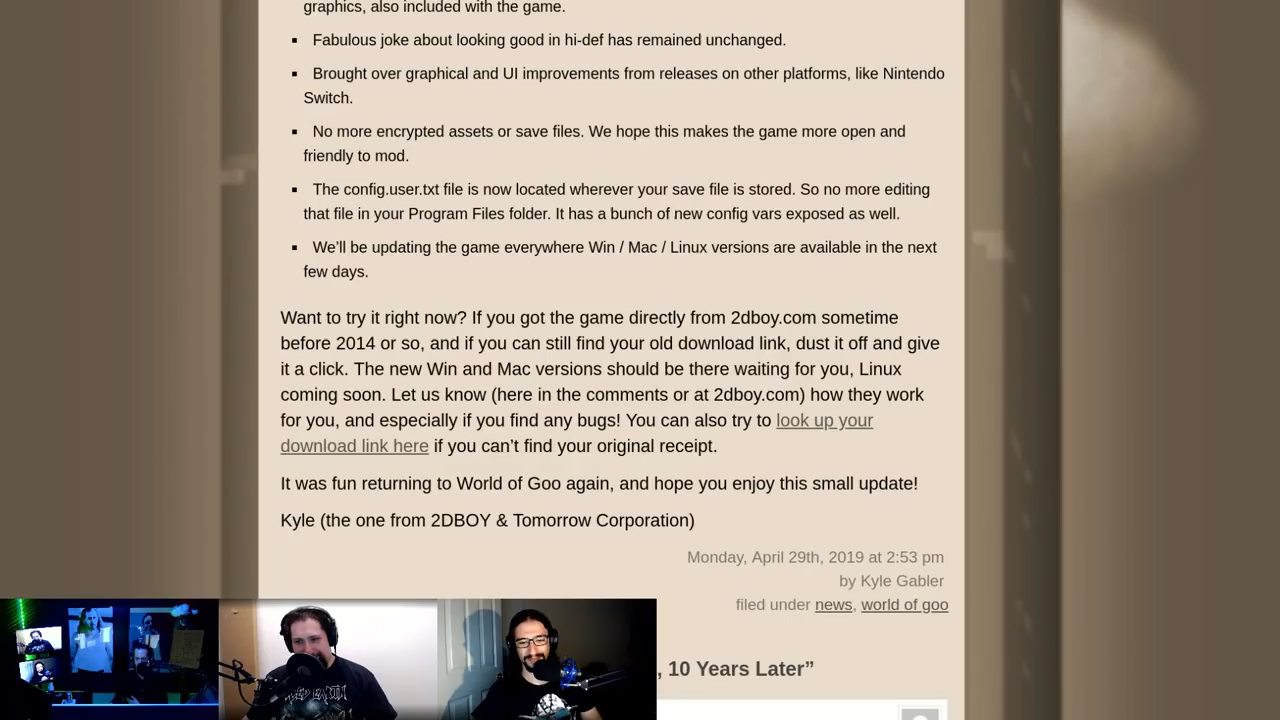 graphics, also included with the game.
▪ Fabulous joke about looking good in hi-def has remained unchanged.
▪ Brought over graphical and UI improvements from releases on other platforms, like Nintendo
Switch.
▪ No more encrypted assets or save files. We hope this makes the game more open and
friendly to mod.
▪ The config.user.txt file is now located wherever your save file is stored. So no more editing
that file in your Program Files folder. It has a bunch of new config vars exposed as well.
▪ We’ll be updating the game everywhere Win / Mac / Linux versions are available in the next
few days.
Want to try it right now? If you got the game directly from 2dboy.com sometime
before 2014 or so, and if you can still find your old download link, dust it off and give
it a click. The new Win and Mac versions should be there waiting for you, Linux
coming soon. Let us know (here in the comments or at 2dboy.com) how they work
for you, and especially if you find any bugs! You can also try to look up your
download link here if you can’t find your original receipt.
It was fun returning to World of Goo again, and hope you enjoy this small update!
Kyle (the one from 2DBOY & Tomorrow Corporation)
Monday, April 29th, 2019 at 2:53 pm
by Kyle Gabler
filed under news, world of goo
, 10 Years Later”